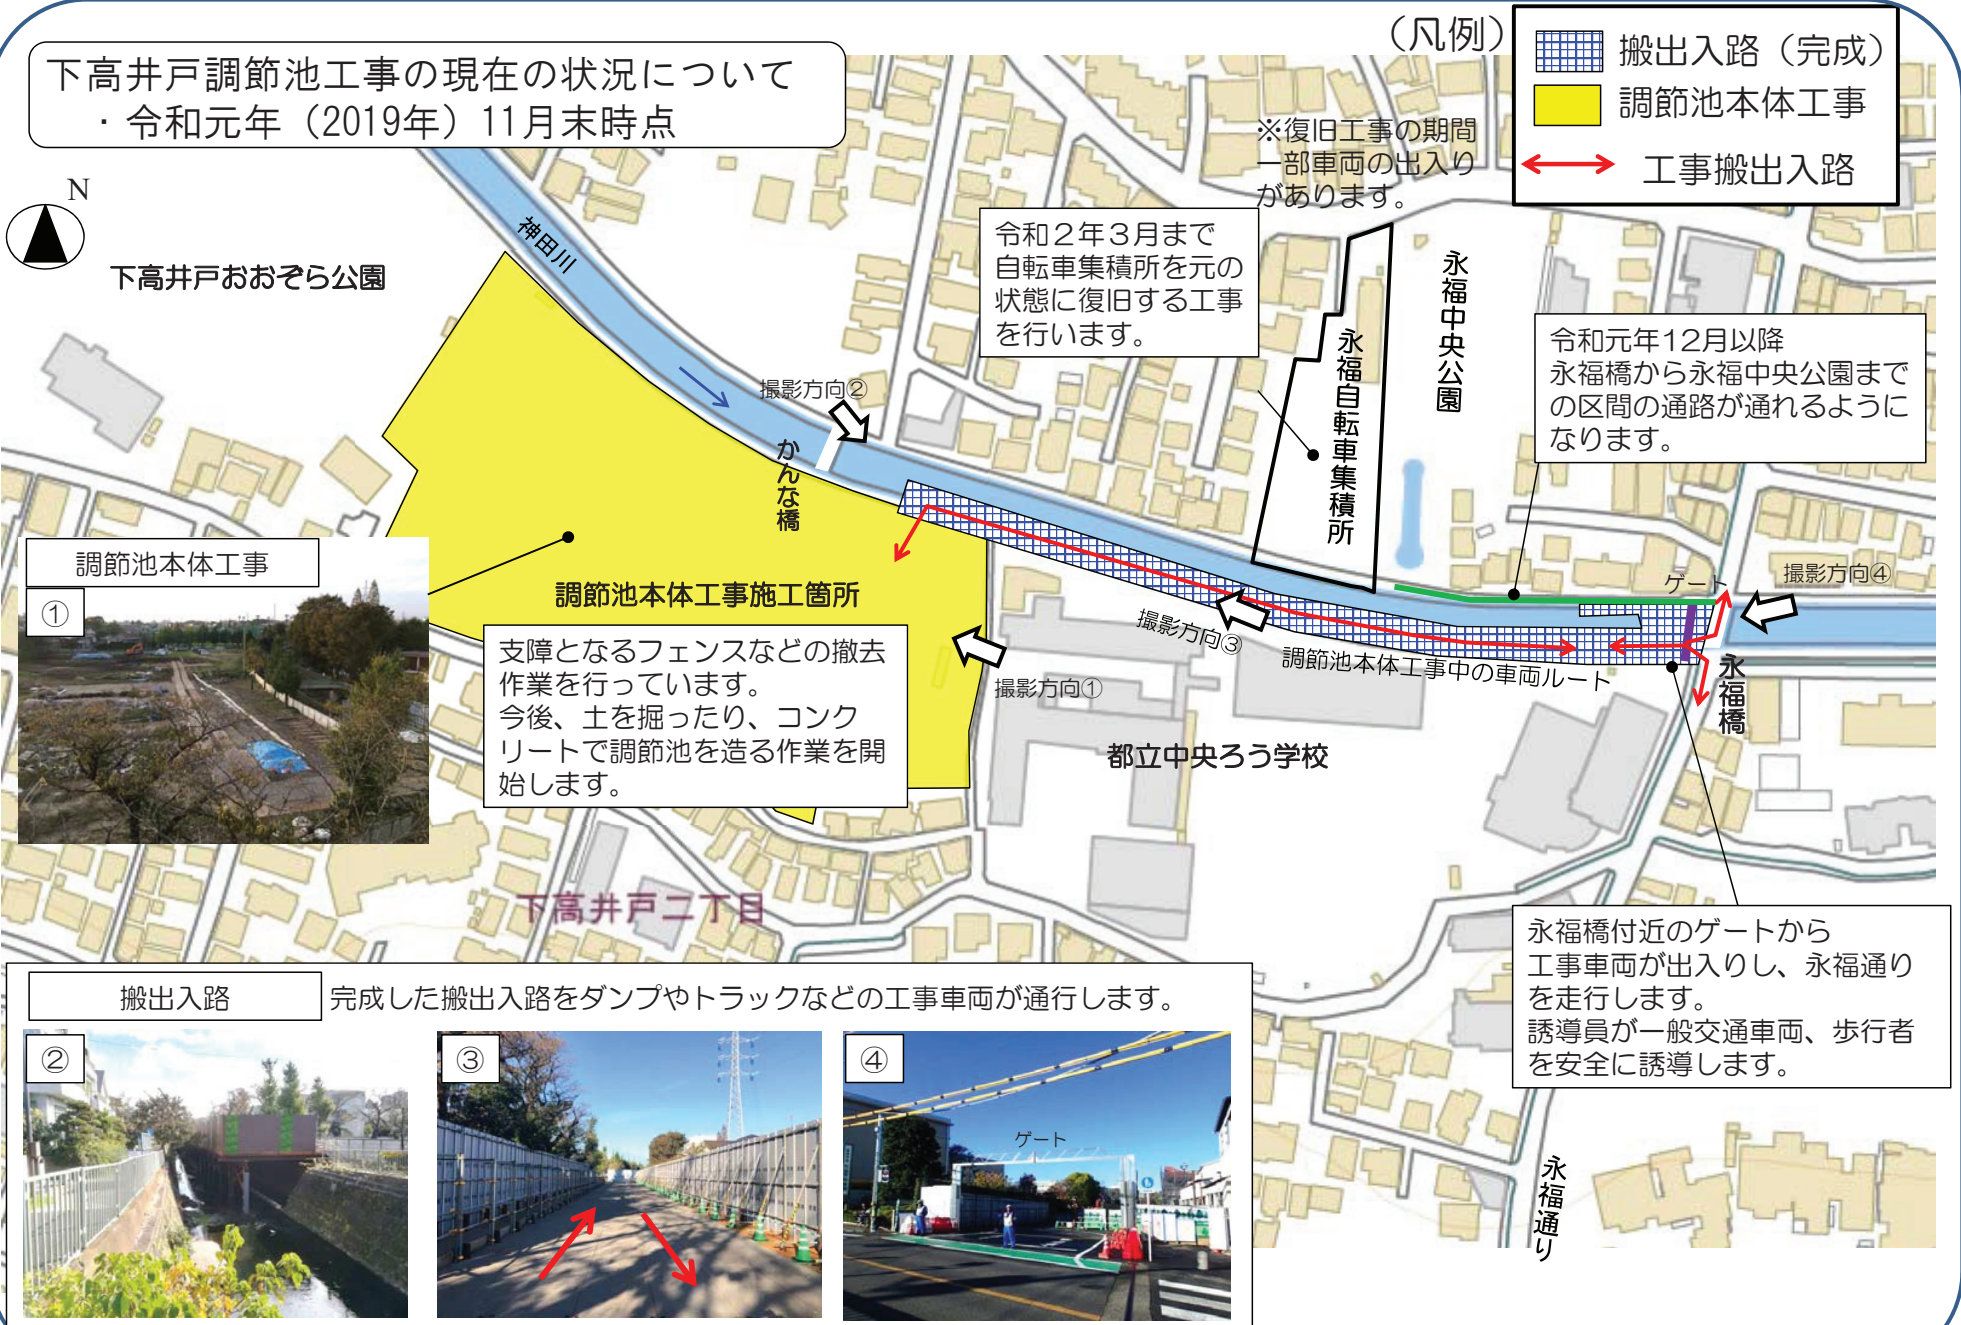 下高井戸調節池工事の現在の状況について
・令和元年（2019年）11月末時点
（凡例）
搬出入路（完成）
調節池本体工事
工事搬出入路
※復旧工事の期間
一部車両の出入り
があります。
N
下高井戸おおぞら公園
神田川
令和２年３月まで
自転車集積所を元の
状態に復旧する工事
を行います。
永福中央公園
永福自転車集積所
令和元年12月以降
永福橋から永福中央公園まで
の区間の通路が通れるように
なります。
撮影方向②
かんな橋
調節池本体工事
①
調節池本体工事施工箇所
支障となるフェンスなどの撤去
作業を行っています。
今後、土を掘ったり、コンク
リートで調節池を造る作業を開
始します。
撮影方向①
撮影方向③
調節池本体工事中の車両ルート
ゲート
撮影方向④
永福橋
都立中央ろう学校
下高井戸二丁目
永福橋付近のゲートから
工事車両が出入りし、永福通り
を走行します。
誘導員が一般交通車両、歩行者
を安全に誘導します。
永福通り
搬出入路
完成した搬出入路をダンプやトラックなどの工事車両が通行します。
②
③
④
ゲート